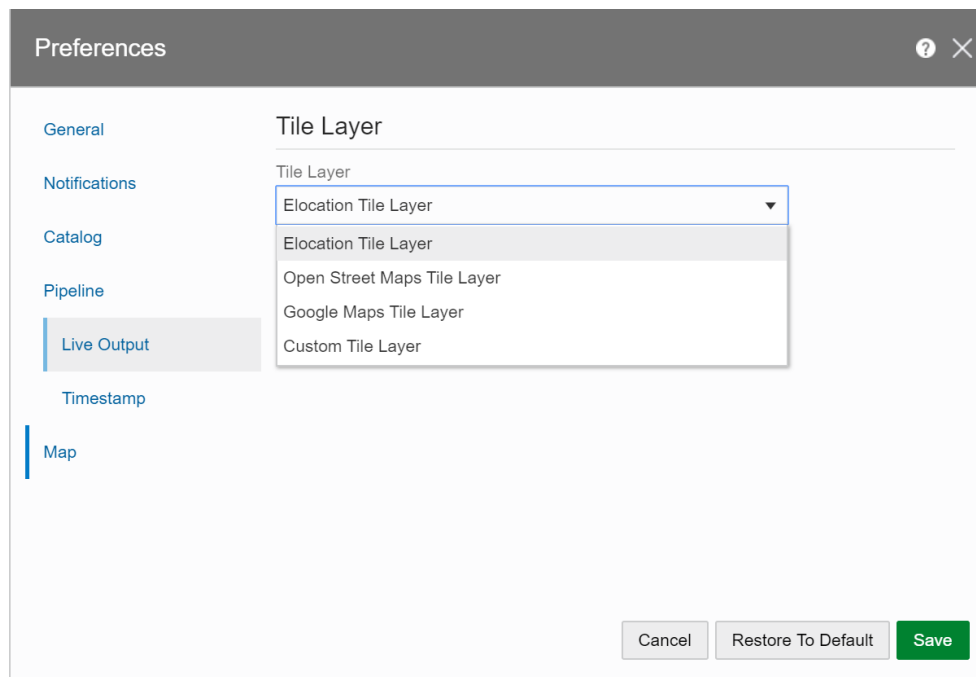 Preferences
?
General
Notifications
Catalog
Pipeline
Live Output
Timestamp
Map
Tile Layer
Tile Layer
Elocation Tile Layer
Elocation Tile Layer
Open Street Maps Tile Layer
Google Maps Tile Layer
Custom Tile Layer
Cancel
Restore To Default
Save